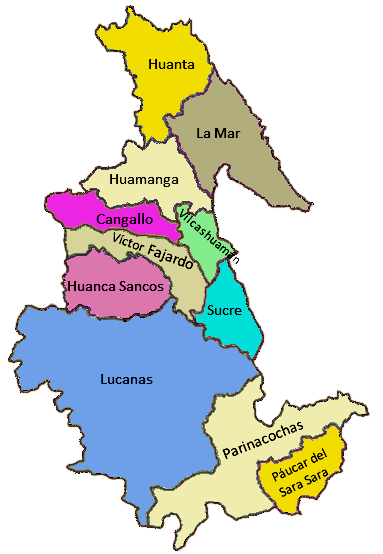 Huanta
La Mar
Huamanga
Cangallo
Vilcashuamán
Víctor Fajardo
Huanca Sancos
Sucre
Lucanas
Parinacochas
Páucar del
Sara Sara